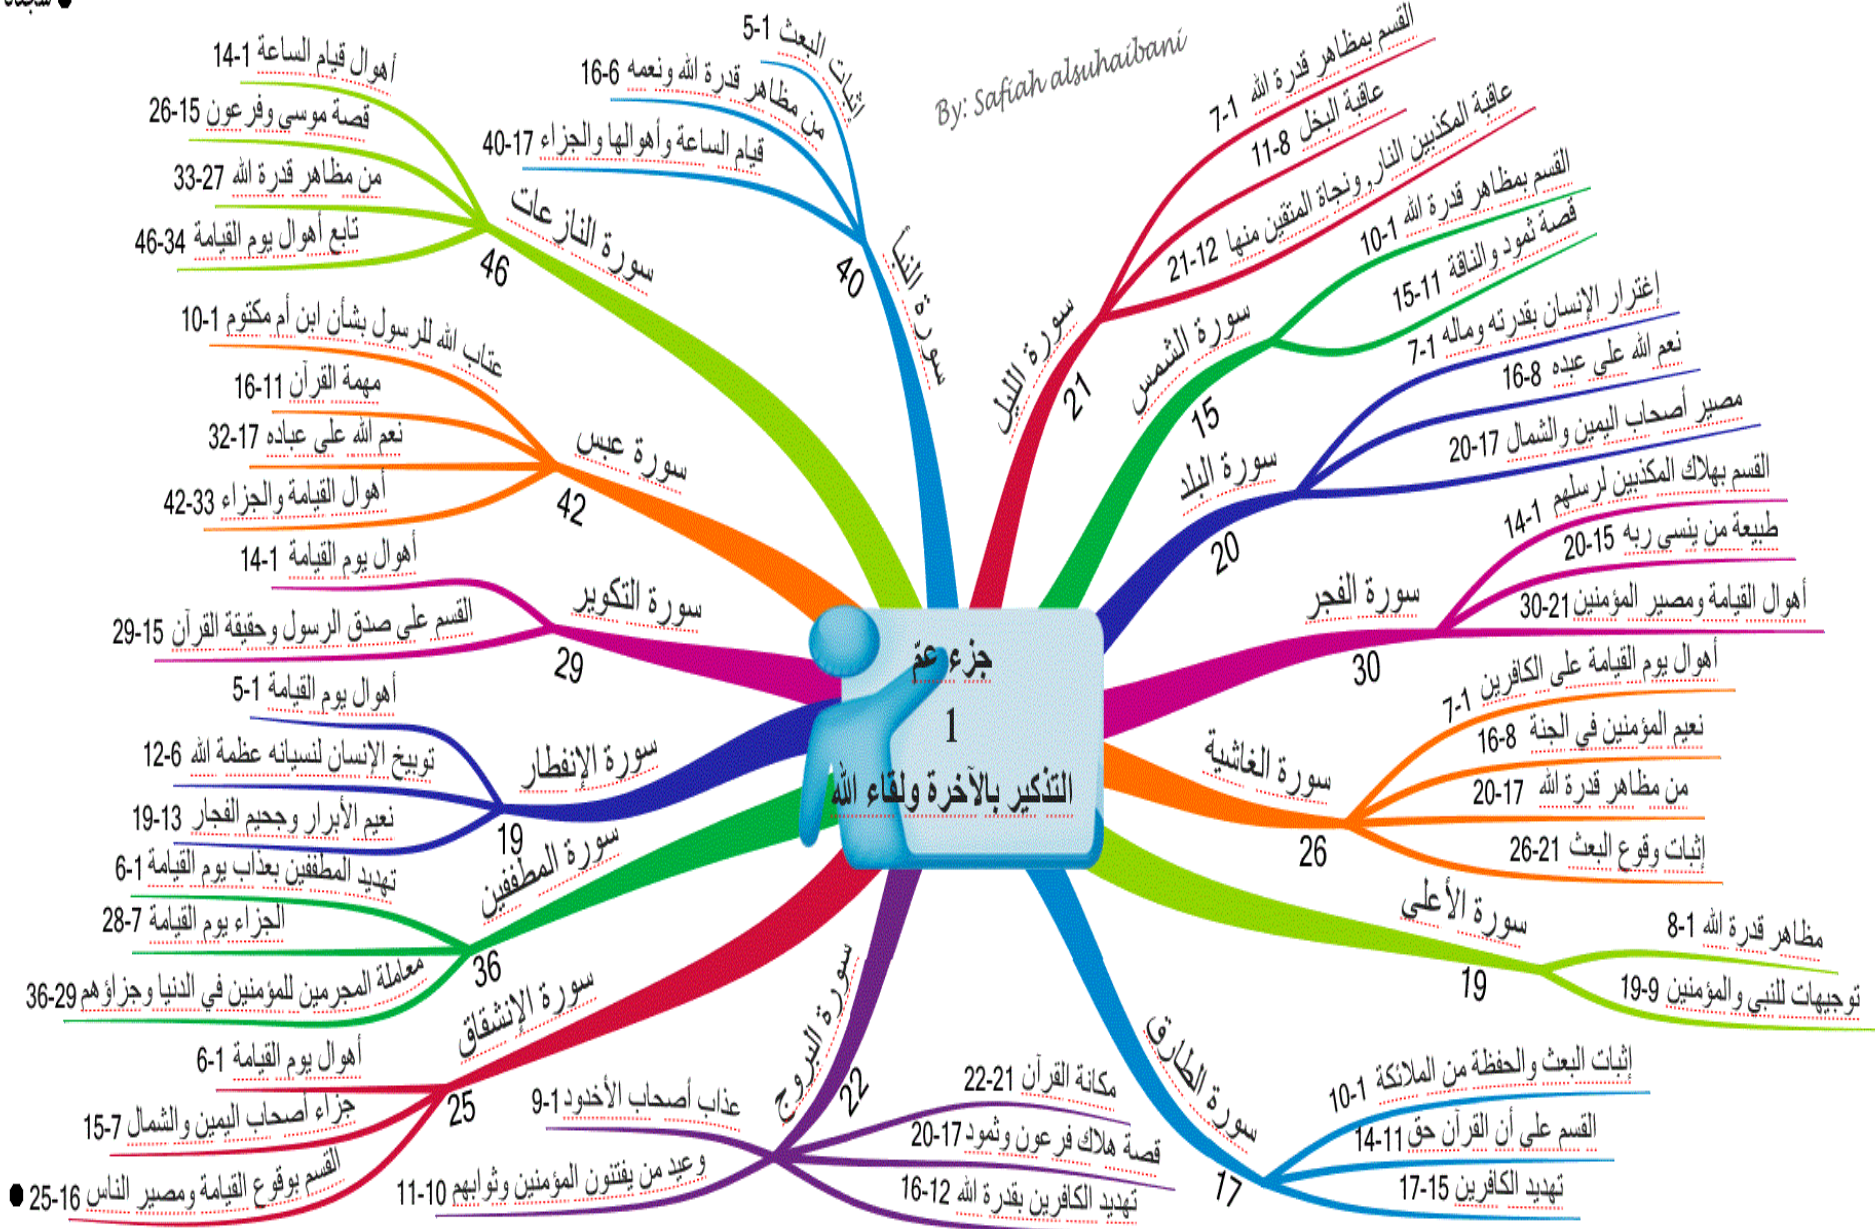 سجدة ●
By: Safiah alsuhaibani
جزء عمّ
1
التذكير بالآخرة ولقاء الله
سورة النبأ
40
إثبات البعث 1-5
من مظاهر قدرة الله ونعمه 6-16
قيام الساعة وأهوالها والجزاء 17-40
سورة النازعات
46
أهوال قيام الساعة 1-14
قصة موسى وفرعون 15-26
من مظاهر قدرة الله 27-33
تابع أهوال يوم القيامة 34-46
سورة عبس
42
عتاب الله للرسول بشأن ابن أم مكتوم 1-10
مهمة القرآن 11-16
نعم الله على عباده 17-32
أهوال القيامة والجزاء 33-42
سورة التكوير
29
أهوال يوم القيامة 1-14
القسم على صدق الرسول وحقيقة القرآن 15-29
سورة الإنفطار
19
أهوال يوم القيامة 1-5
توبيخ الإنسان لنسيانه عظمة الله 6-12
نعيم الأبرار وجحيم الفجار 13-19
سورة المطففين
36
تهديد المطففين بعذاب يوم القيامة 1-6
الجزاء يوم القيامة 7-28
معاملة المجرمين للمؤمنين في الدنيا وجزاؤهم 29-36
سورة الإنشقاق
25
أهوال يوم القيامة 1-6
جزاء أصحاب اليمين والشمال 7-15
القسم بوقوع القيامة ومصير الناس 16-25 ●
سورة البروج
22
عذاب أصحاب الأخدود 1-9
وعيد من يفتنون المؤمنين وثوابهم 10-11
تهديد الكافرين بقدرة الله 12-16
قصة هلاك فرعون وثمود 17-20
مكانة القرآن 21-22
سورة الطارق
17
إثبات البعث والحفظة من الملائكة 1-10
القسم على أن القرآن حق 11-14
تهديد الكافرين 15-17
سورة الأعلى
19
مظاهر قدرة الله 1-8
توجيهات للنبي والمؤمنين 9-19
سورة الغاشية
26
أهوال يوم القيامة على الكافرين 1-7
نعيم المؤمنين في الجنة 8-16
من مظاهر قدرة الله 17-20
إثبات وقوع البعث 21-26
سورة الفجر
30
القسم بهلاك المكذبين لرسلهم 1-14
طبيعة من ينسى ربه 15-20
أهوال القيامة ومصير المؤمنين 21-30
سورة البلد
20
إغترار الإنسان بقدرته وماله 1-7
نعم الله على عبده 8-16
مصير أصحاب اليمين والشمال 17-20
سورة الشمس
15
القسم بمظاهر قدرة الله 1-10
قصة ثمود والناقة 11-15
سورة الليل
21
القسم بمظاهر قدرة الله 1-7
عاقبة البخل 8-11
عاقبة المكذبين النار, ونجاة المتقين منها 12-21